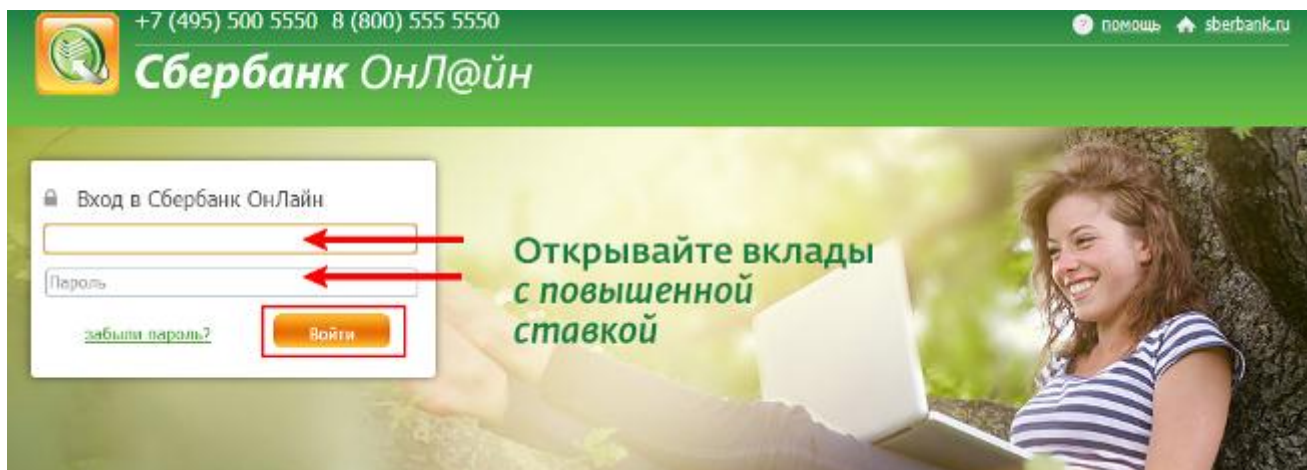 +7 (495) 500 5550 8 (800) 555 5550
? помощь sberbank.ru
Сбербанк ОнЛ@йн
Вход в Сбербанк ОнЛайн
Пароль
забыли пароль?
Войти
Открывайте вклады
с повышенной
ставкой